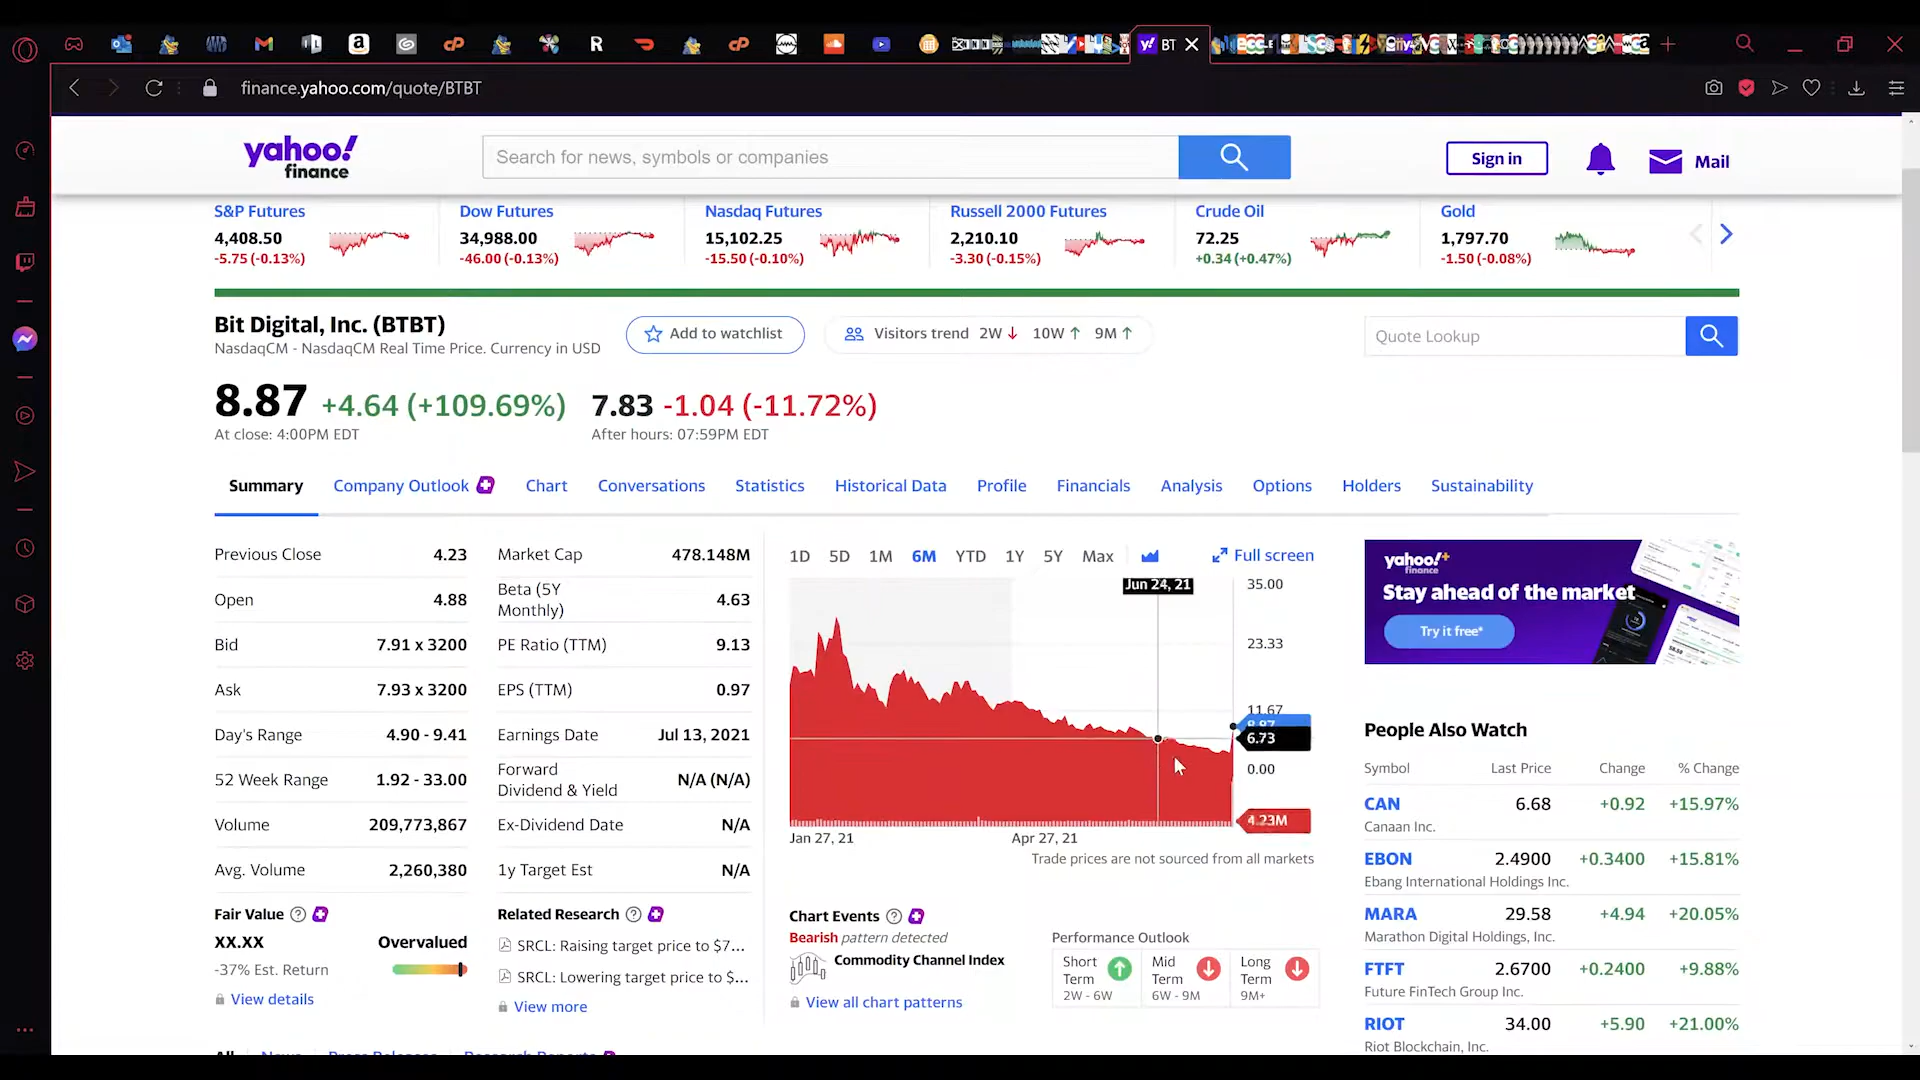 BT
finance.yahoo.com/quote/BTBT
yahoo!
finance
Search for news, symbols or companies
Sign in
Mail
S&P Futures
4,408.50
-5.75 (-0.13%)
Dow Futures
34,988.00
-46.00 (-0.13%)
Nasdaq Futures
15,102.25
-15.50 (-0.10%)
Russell 2000 Futures
2,210.10
-3.30 (-0.15%)
Crude Oil
72.25
+0.34 (+0.47%)
Gold
1,797.70
-1.50 (-0.08%)
Bit Digital, Inc. (BTBT)
NasdaqCM - NasdaqCM Real Time Price. Currency in USD
Add to watchlist
Visitors trend 2W 10W 9M
Quote Lookup
8.87 +4.64 (+109.69%)
At close: 4:00PM EDT
7.83 -1.04 (-11.72%)
After hours: 07:59PM EDT
Summary
Company Outlook
Chart
Conversations
Statistics
Historical Data
Profile
Financials
Analysis
Options
Holders
Sustainability
Previous Close 4.23
Open 4.88
Bid 7.91 x 3200
Ask 7.93 x 3200
Day's Range 4.90 - 9.41
52 Week Range 1.92 - 33.00
Volume 209,773,867
Avg. Volume 2,260,380
Market Cap 478.148M
Beta (5Y
Monthly) 4.63
PE Ratio (TTM) 9.13
EPS (TTM) 0.97
Earnings Date Jul 13, 2021
Forward
Dividend & Yield N/A (N/A)
Ex-Dividend Date N/A
1y Target Est N/A
1D 5D 1M 6M YTD 1Y 5Y Max
Full screen
Jun 24, 21
35.00
23.33
11.67
8.87
6.73
0.00
4.23M
Jan 27, 21
Apr 27, 21
Trade prices are not sourced from all markets
Fair Value
XX.XX Overvalued
-37% Est. Return
View details
Related Research
SRCL: Raising target price to $7...
SRCL: Lowering target price to $...
View more
Chart Events
Bearish pattern detected
Commodity Channel Index
View all chart patterns
Performance Outlook
Short
Term
2W - 6W
Mid
Term
6W - 9M
Long
Term
9M+
yahoo!+
finance
Stay ahead of the market
Try it free*
People Also Watch
Symbol Last Price Change % Change
CAN 6.68 +0.92 +15.97%
Canaan Inc.
EBON 2.4900 +0.3400 +15.81%
Ebang International Holdings Inc.
MARA 29.58 +4.94 +20.05%
Marathon Digital Holdings, Inc.
FTFT 2.6700 +0.2400 +9.88%
Future FinTech Group Inc.
RIOT 34.00 +5.90 +21.00%
Riot Blockchain, Inc.